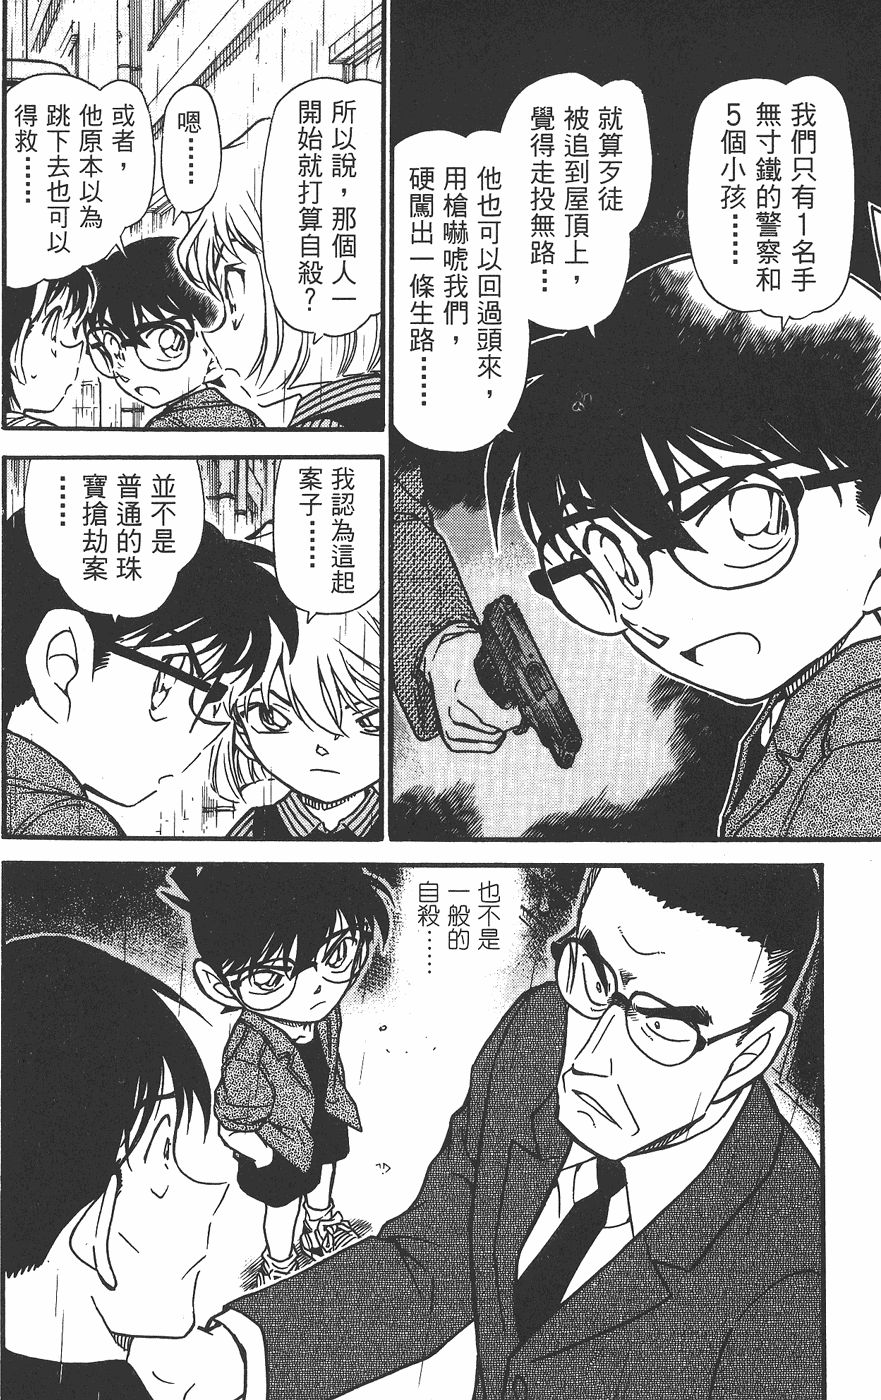 我們只有1名手
無寸鐵的警察和
5個小孩……
就算歹徒
被追到屋頂上，
覺得走投無路…
他也可以回過頭來，
用槍嚇唬我們，
硬闖出一條生路……
所以說，那個人一
開始就打算自殺？
嗯……
或者，
他原本以為
跳下去也可以
得救……
我認為這起
案子……
並不是
普通的珠
寶搶劫案
……
也不是
一般的
自殺……